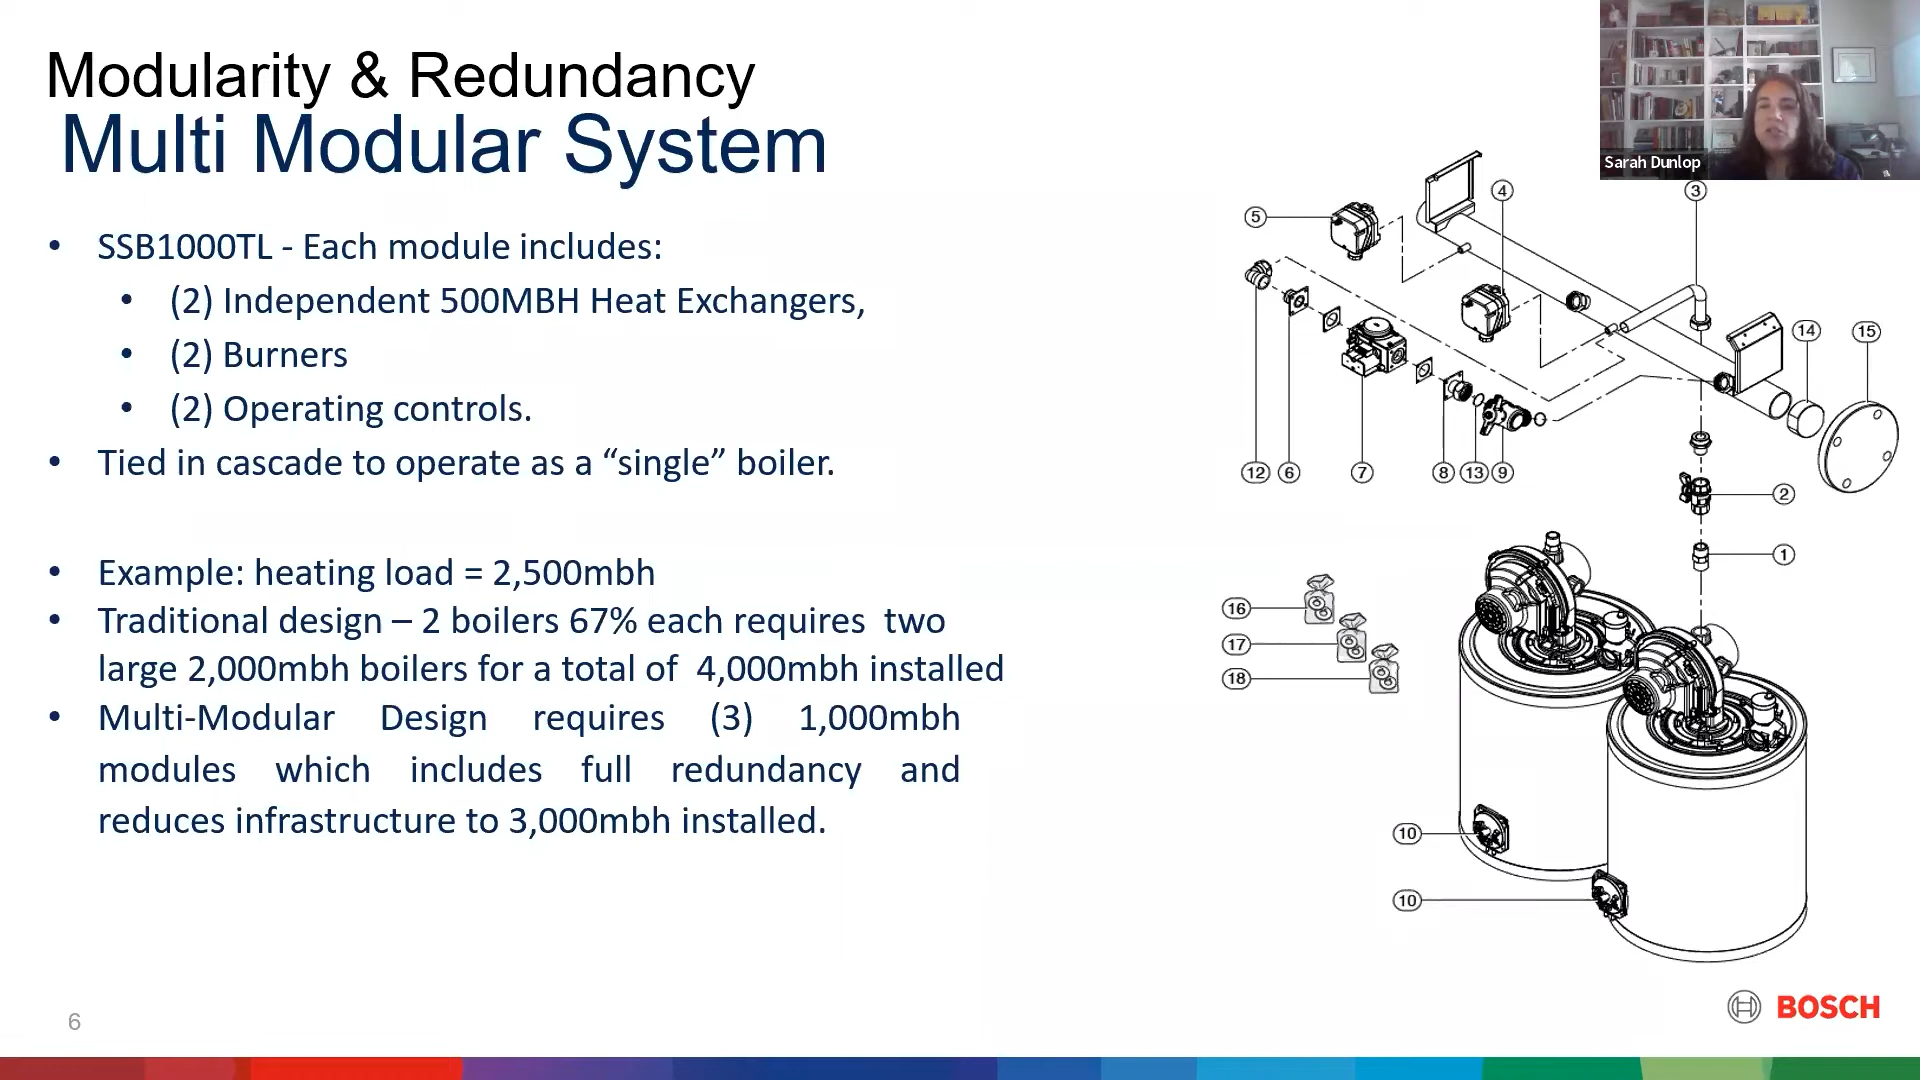 Modularity & Redundancy
Multi Modular System
Sarah Dunlop
• SSB1000TL - Each module includes:
• (2) Independent 500MBH Heat Exchangers,
• (2) Burners
• (2) Operating controls.
• Tied in cascade to operate as a “single” boiler.
• Example: heating load = 2,500mbh
• Traditional design – 2 boilers 67% each requires two
large 2,000mbh boilers for a total of 4,000mbh installed
• Multi-Modular Design requires (3) 1,000mbh
modules which includes full redundancy and
reduces infrastructure to 3,000mbh installed.
5
4
3
14
15
12
6
7
8
13
9
2
1
16
17
18
10
10
BOSCH
6